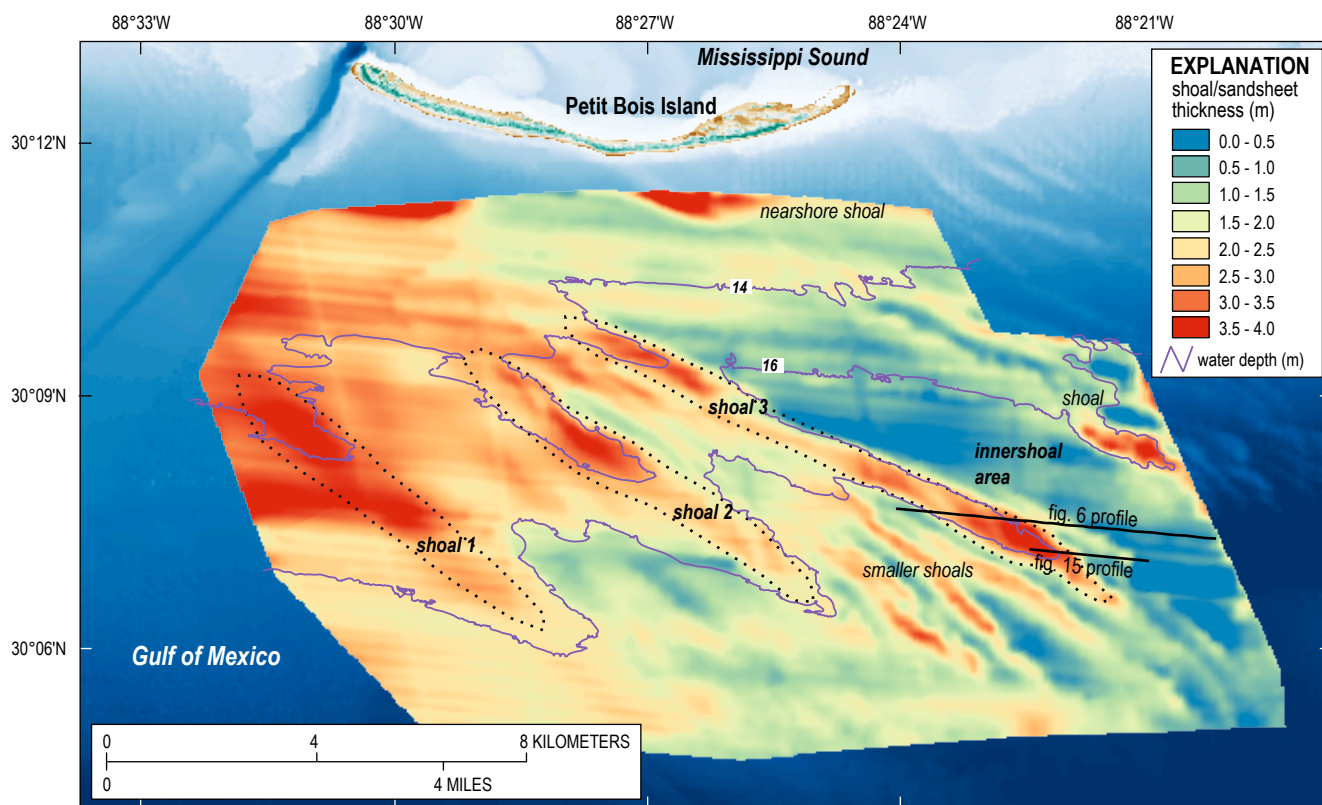 88°33'W
88°30'W
88°27'W
88°24'W
88°21'W
Mississippi Sound
Petit Bois Island
30°12'N
30°09'N
30°06'N
EXPLANATION
shoal/sandsheet
thickness (m)
0.0 - 0.5
0.5 - 1.0
1.0 - 1.5
1.5 - 2.0
2.0 - 2.5
2.5 - 3.0
3.0 - 3.5
3.5 - 4.0
water depth (m)
nearshore shoal
14
16
shoal 3
shoal
innershoal
area
fig. 6 profile
shoal 2
shoal 1
smaller shoals
fig. 15 profile
Gulf of Mexico
0 4 8 KILOMETERS
0 4 MILES